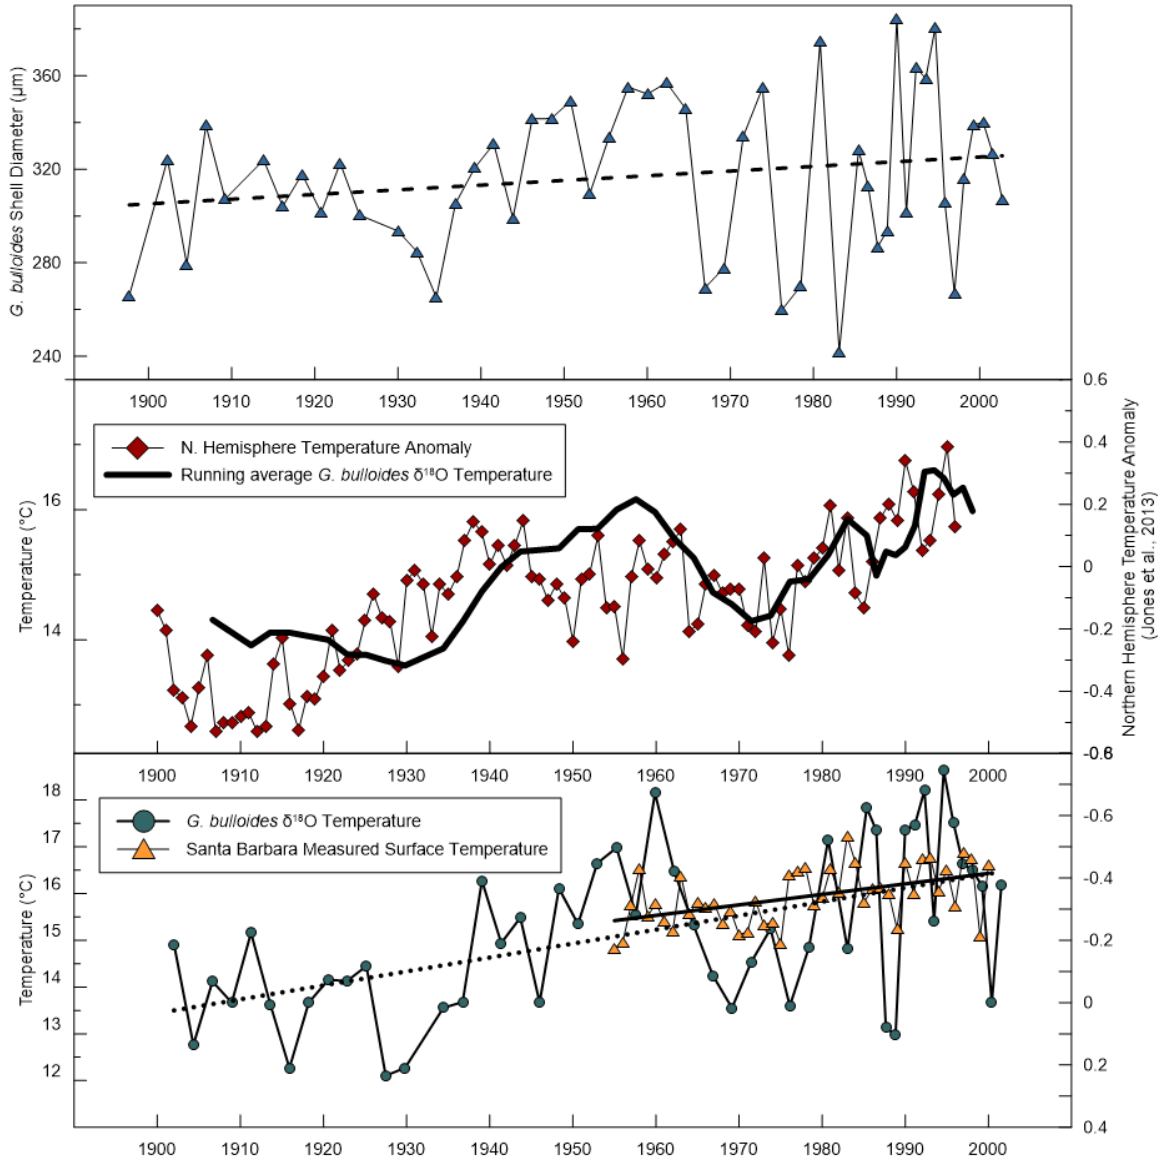 G. bulloides Shell Diameter (µm)
360
320
280
240
1900 1910 1920 1930 1940 1950 1960 1970 1980 1990 2000
N. Hemisphere Temperature Anomaly
Running average G. bulloides δ¹⁸O Temperature
Temperature (°C)
16
14
0.6
0.4
0.2
0
-0.2
-0.4
-0.6
Northern Hemisphere Temperature Anomaly
(Jones et al., 2013)
1900 1910 1920 1930 1940 1950 1960 1970 1980 1990 2000
G. bulloides δ¹⁸O Temperature
Santa Barbara Measured Surface Temperature
Temperature (°C)
18
17
16
15
14
13
12
-0.6
-0.4
-0.2
0
0.2
0.4
1900 1910 1920 1930 1940 1950 1960 1970 1980 1990 2000